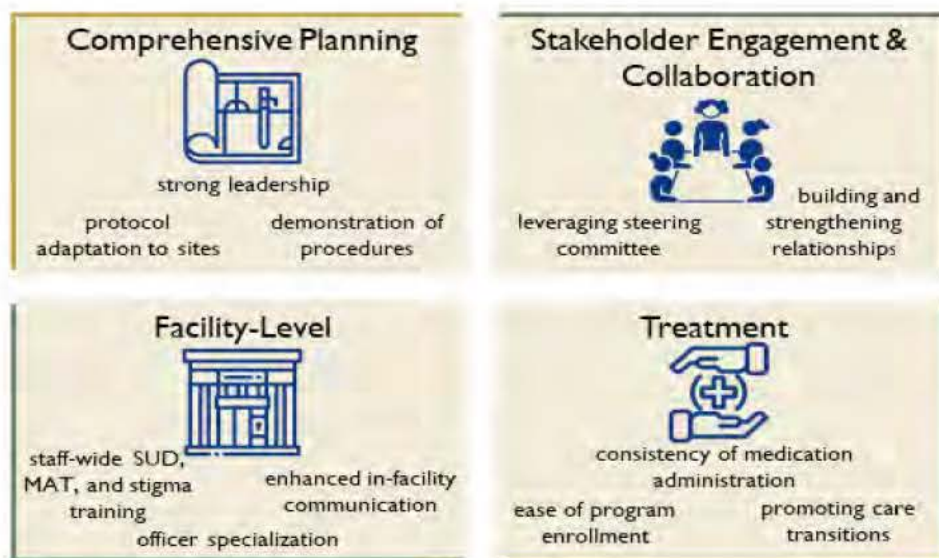 Comprehensive Planning
strong leadership
protocol
adaptation to sites
demonstration of
procedures
Stakeholder Engagement &
Collaboration
leveraging steering
committee
building and
strengthening
relationships
Facility-Level
staff-wide SUD,
MAT, and stigma
training
enhanced in-facility
communication
officer specialization
Treatment
consistency of medication
administration
ease of program
enrollment
promoting care
transitions